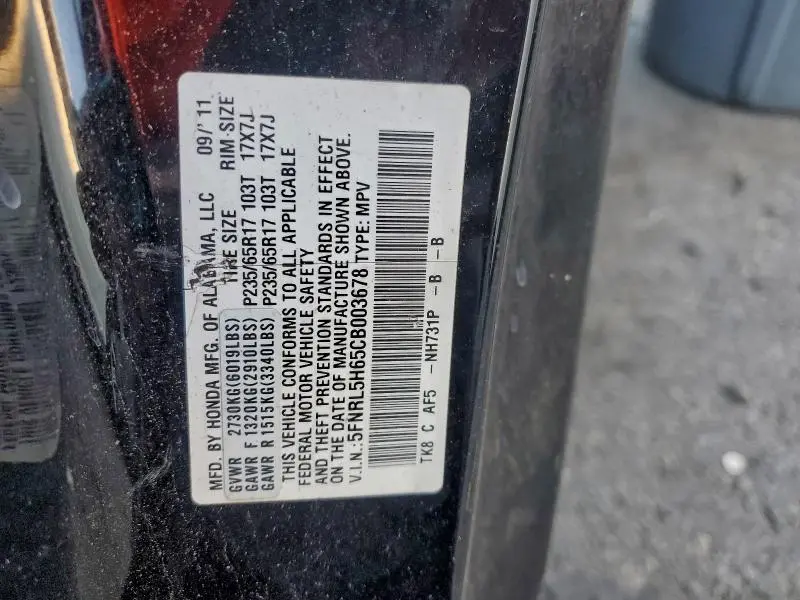 MFD. BY HONDA MFG. OF ALABAMA, LLC 09/'11
TIRE SIZE RIM SIZE
GVWR 2730KG(6019LBS)
GAWR F 1320KG(2910LBS) P235/65R17 103T 17X7J
GAWR R 1515KG(3340LBS) P235/65R17 103T 17X7J
THIS VEHICLE CONFORMS TO ALL APPLICABLE
FEDERAL MOTOR VEHICLE SAFETY
AND THEFT PREVENTION STANDARDS IN EFFECT
ON THE DATE OF MANUFACTURE SHOWN ABOVE.
V.I.N.: 5FNRL5H65CB003678 TYPE: MPV
TK8 C AF5 -NH731P -B -B